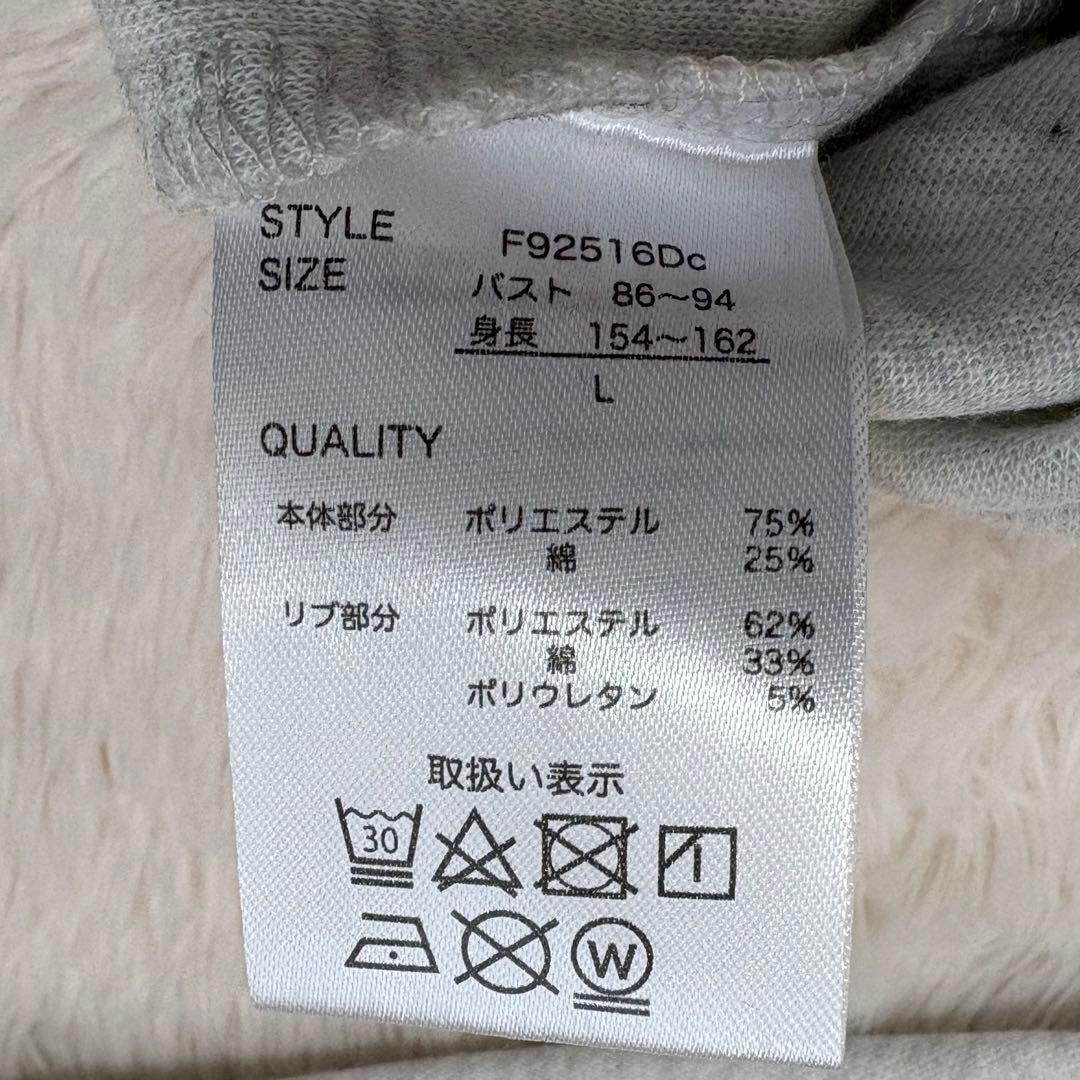 STYLE F92516Dc
SIZE バスト 86～94
身長 154～162
L
QUALITY
本体部分 ポリエステル 75%
綿 25%
リブ部分 ポリエステル 62%
綿 33%
ポリウレタン 5%
取扱い表示
30
W